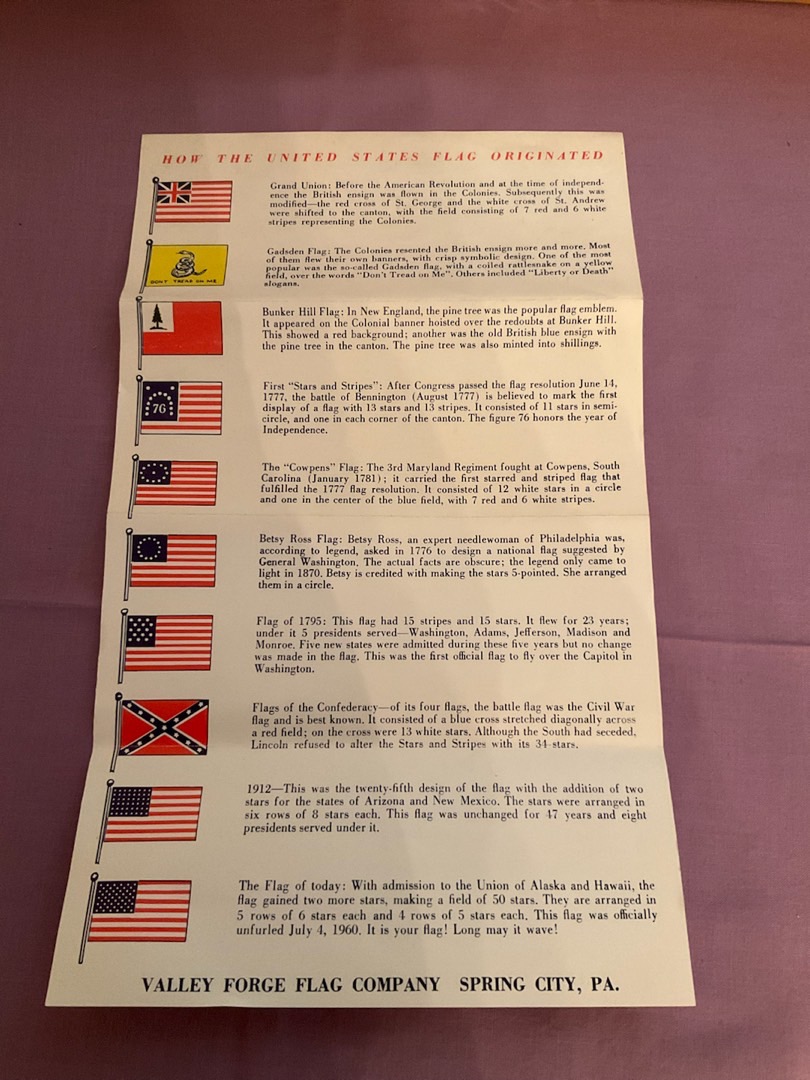 HOW THE UNITED STATES FLAG ORIGINATED
Grand Union: Before the American Revolution and at the time of independ-
ence the British ensign was flown in the Colonies. Subsequently this was
modified—the red cross of St. George and the white cross of St. Andrew
were shifted to the canton, with the field consisting of 7 red and 6 white
stripes representing the Colonies.
Gadsden Flag: The Colonies resented the British ensign more and more. Most
of them flew their own banners, with crisp symbolic design. One of the most
popular was the so-called Gadsden flag, with a coiled rattlesnake on a yellow
field, over the words "Don't Tread on Me". Others included "Liberty or Death"
slogans.
DON'T TREAD ON ME
Bunker Hill Flag: In New England, the pine tree was the popular flag emblem.
It appeared on the Colonial banner hoisted over the redoubts at Bunker Hill.
This showed a red background; another was the old British blue ensign with
the pine tree in the canton. The pine tree was also minted into shillings.
First "Stars and Stripes": After Congress passed the flag resolution June 14,
1777, the battle of Bennington (August 1777) is believed to mark the first
display of a flag with 13 stars and 13 stripes. It consisted of 11 stars in semi-
circle, and one in each corner of the canton. The figure 76 honors the year of
Independence.
76
The "Cowpens" Flag: The 3rd Maryland Regiment fought at Cowpens, South
Carolina (January 1781); it carried the first starred and striped flag that
fulfilled the 1777 flag resolution. It consisted of 12 white stars in a circle
and one in the center of the blue field, with 7 red and 6 white stripes.
Betsy Ross Flag: Betsy Ross, an expert needlewoman of Philadelphia was,
according to legend, asked in 1776 to design a national flag suggested by
General Washington. The actual facts are obscure; the legend only came to
light in 1870. Betsy is credited with making the stars 5-pointed. She arranged
them in a circle.
Flag of 1795: This flag had 15 stripes and 15 stars. It flew for 23 years;
under it 5 presidents served—Washington, Adams, Jefferson, Madison and
Monroe. Five new states were admitted during these five years but no change
was made in the flag. This was the first official flag to fly over the Capitol in
Washington.
Flags of the Confederacy—of its four flags, the battle flag was the Civil War
flag and is best known. It consisted of a blue cross stretched diagonally across
a red field; on the cross were 13 white stars. Although the South had seceded,
Lincoln refused to alter the Stars and Stripes with its 34 stars.
1912—This was the twenty-fifth design of the flag with the addition of two
stars for the states of Arizona and New Mexico. The stars were arranged in
six rows of 8 stars each. This flag was unchanged for 47 years and eight
presidents served under it.
The Flag of today: With admission to the Union of Alaska and Hawaii, the
flag gained two more stars, making a field of 50 stars. They are arranged in
5 rows of 6 stars each and 4 rows of 5 stars each. This flag was officially
unfurled July 4, 1960. It is your flag! Long may it wave!
VALLEY FORGE FLAG COMPANY SPRING CITY, PA.